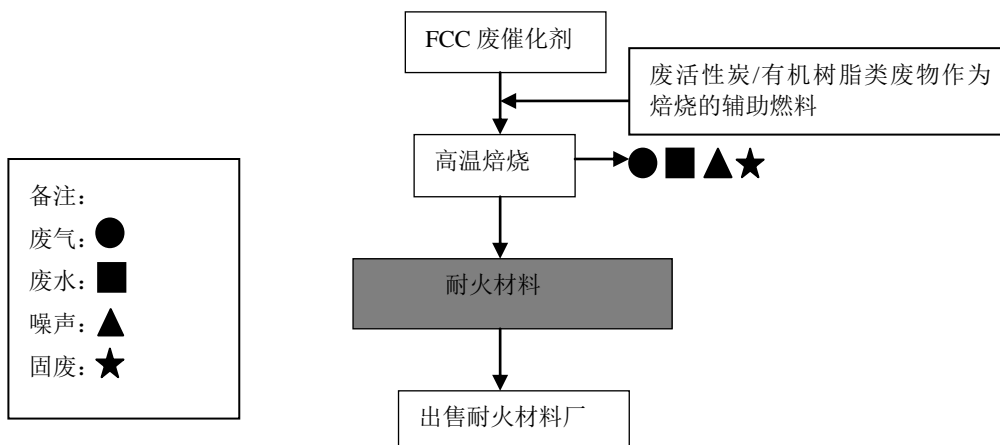 FCC 废催化剂
废活性炭/有机树脂类废物作为
焙烧的辅助燃料
高温焙烧
备注：
废气：
废水：
噪声：
固废：
耐火材料
出售耐火材料厂